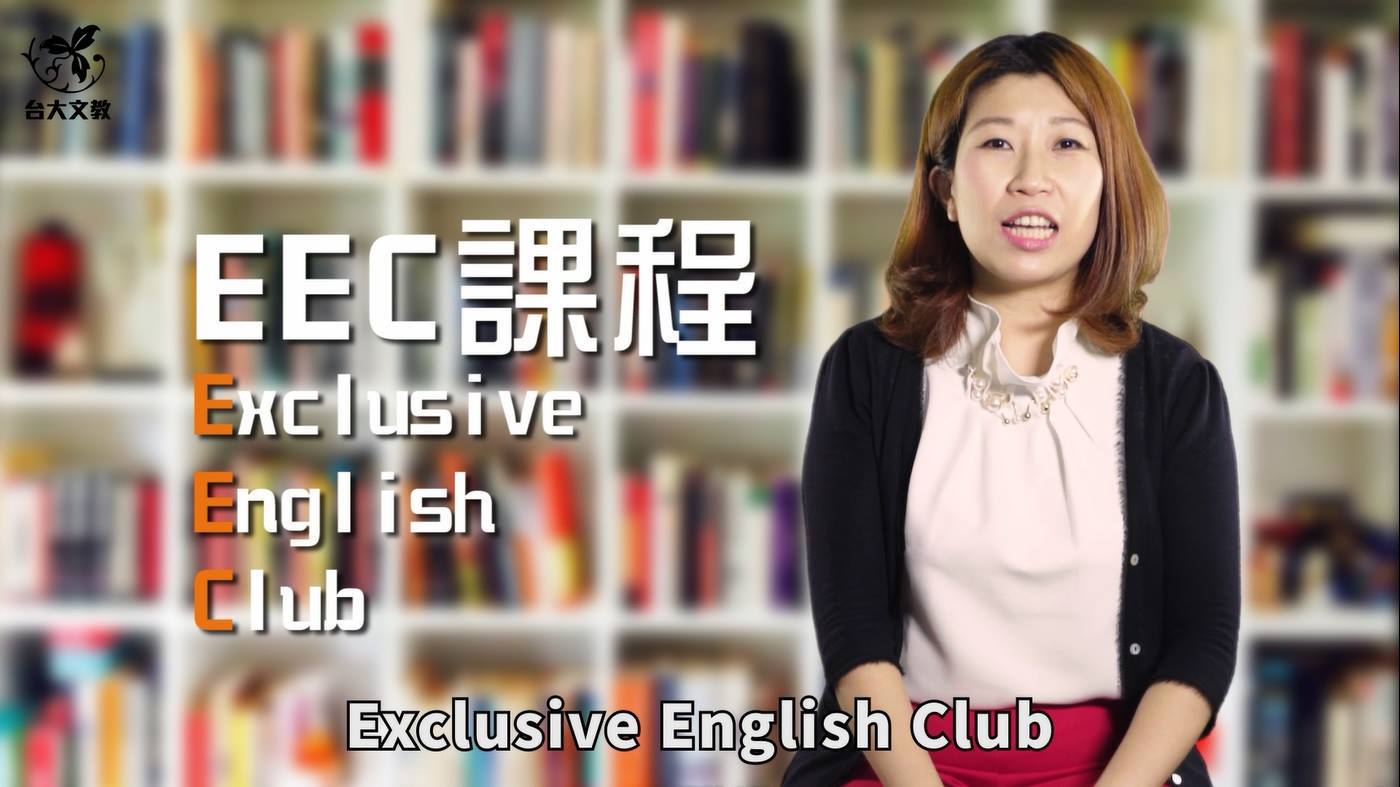 台大文教
EEC課程
Exclusive
English
Club
Exclusive English Club